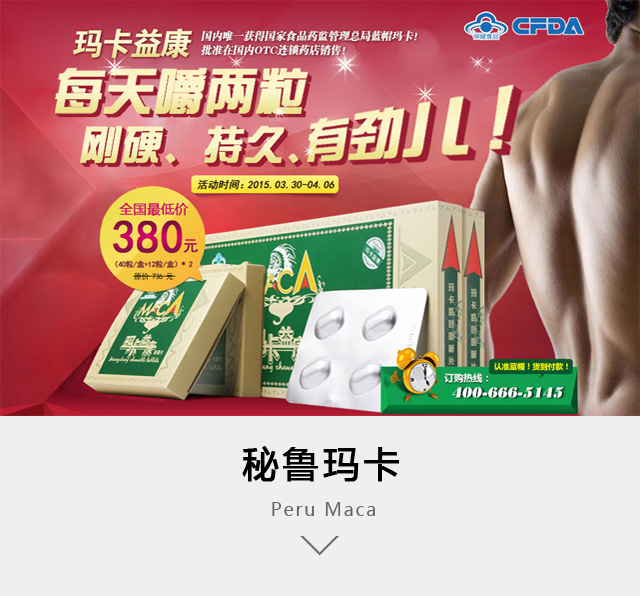 玛卡益康
国内唯一获得国家食品药监管理总局蓝帽玛卡!
批准在国内OTC连锁药店销售!
保健食品
CFDA
每天嚼两粒
刚硬、持久、有劲儿!
活动时间:2015.03.30-04.06
全国最低价
380元
(40粒/盒+12粒/盒)*2
原价 736 元
MACA
认准蓝帽!货到付款!
订购热线:
400-666-5145
秘鲁玛卡
Peru Maca